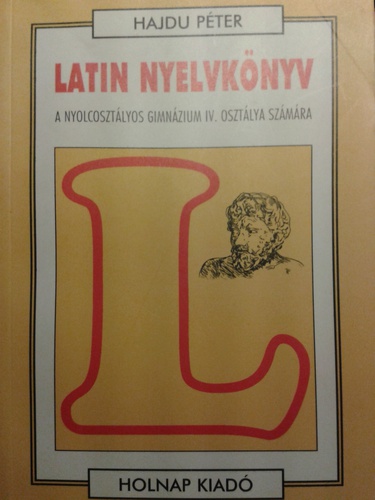 HAJDU PÉTER
LATIN NYELVKÖNYV
A NYOLCOSZTÁLYOS GIMNÁZIUM IV. OSZTÁLYA SZÁMÁRA
L
HOLNAP KIADÓ